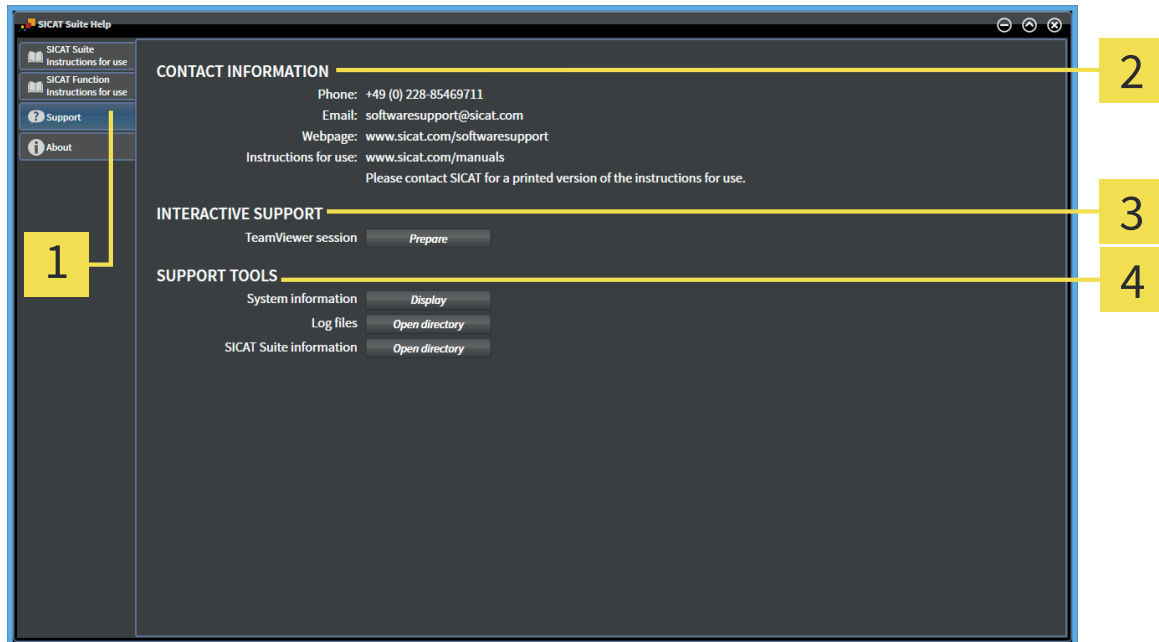 SICAT Suite Help
SICAT Suite
Instructions for use
SICAT Function
Instructions for use
Support
About
CONTACT INFORMATION
Phone: +49 (0) 228-85469711
Email: softwaresupport@sicat.com
Webpage: www.sicat.com/softwaresupport
Instructions for use: www.sicat.com/manuals
Please contact SICAT for a printed version of the instructions for use.
INTERACTIVE SUPPORT
TeamViewer session Prepare
SUPPORT TOOLS
System information Display
Log files Open directory
SICAT Suite information Open directory
1
2
3
4